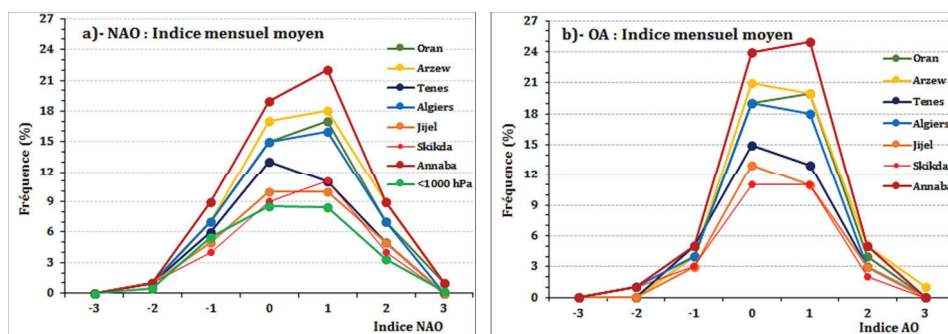 a)- NAO : Indice mensuel moyen
Fréquence (%)
27
24
21
18
15
12
9
6
3
0
-3 -2 -1 0 1 2 3
Indice NAO
Oran
Arzew
Tenes
Algiers
Jijel
Skikda
Annaba
<1000 hPa
b)- OA : Indice mensuel moyen
Fréquence (%)
27
24
21
18
15
12
9
6
3
0
-3 -2 -1 0 1 2 3
Indice AO
Oran
Arzew
Tenes
Algiers
Jijel
Skikda
Annaba